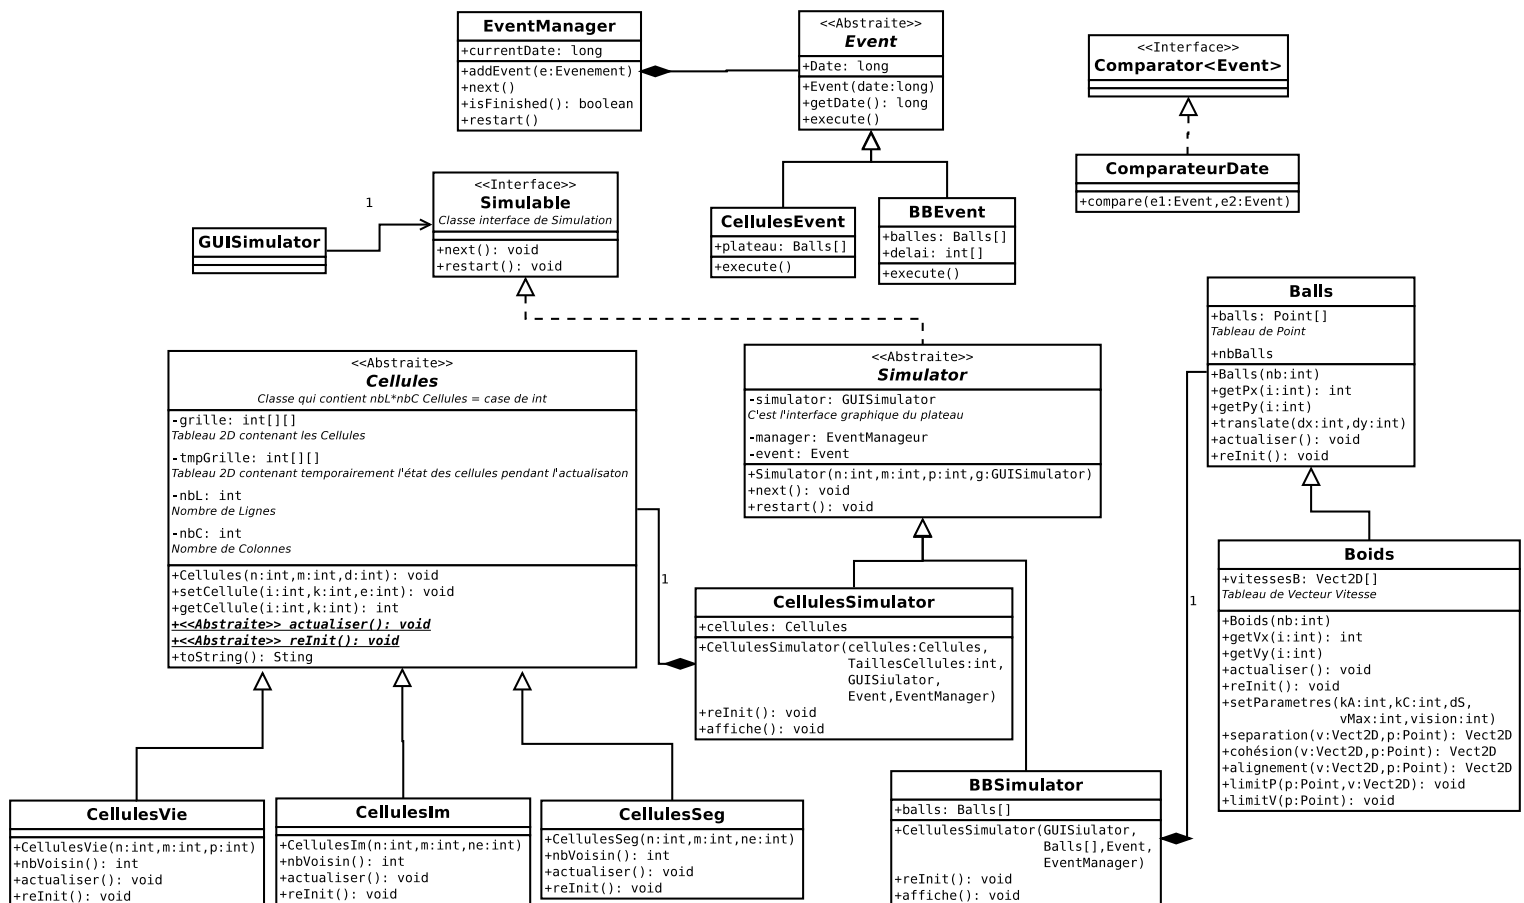 EventManager
+currentDate: long
+addEvent(e:Evenement)
+next()
+isFinished(): boolean
+restart()
<<Abstraite>>
Event
+Date: long
+Event(date:long)
+getDate(): long
+execute()
<<Interface>>
Comparator<Event>
ComparateurDate
+compare(e1:Event,e2:Event)
<<Interface>>
Simulable
Classe interface de Simulation
+next(): void
+restart(): void
1
GUISimulator
CellulesEvent
+plateau: Balls[]
+execute()
BBEvent
+balles: Balls[]
+delai: int[]
+execute()
Balls
+balls: Point[]
Tableau de Point
+nbBalls
+Balls(nb:int)
+getPx(i:int): int
+getPy(i:int)
+translate(dx:int,dy:int)
+actualiser(): void
+reInit(): void
<<Abstraite>>
Cellules
Classe qui contient nbL*nbC Cellules = case de int
-grille: int[][]
Tableau 2D contenant les Cellules
-tmpGrille: int[][]
Tableau 2D contenant temporairement l'état des cellules pendant l'actualisaton
-nbL: int
Nombre de Lignes
-nbC: int
Nombre de Colonnes
+Cellules(n:int,m:int,d:int): void
+setCellule(i:int,k:int,e:int): void
+getCellule(i:int,k:int): int
+<<Abstraite>> actualiser(): void
+<<Abstraite>> reInit(): void
+toString(): Sting
<<Abstraite>>
Simulator
-simulator: GUISimulator
C'est l'interface graphique du plateau
-manager: EventManageur
-event: Event
+Simulator(n:int,m:int,p:int,g:GUISimulator)
+next(): void
+restart(): void
1
CellulesSimulator
+cellules: Cellules
+CellulesSimulator(cellules:Cellules,
TaillesCellules:int,
GUISiulator,
Event,EventManager)
+reInit(): void
+affiche(): void
1
Boids
+vitessesB: Vect2D[]
Tableau de Vecteur Vitesse
+Boids(nb:int)
+getVx(i:int): int
+getVy(i:int)
+actualiser(): void
+reInit(): void
+setParametres(kA:int,kC:int,dS,
vMax:int,vision:int)
+separation(v:Vect2D,p:Point): Vect2D
+cohésion(v:Vect2D,p:Point): Vect2D
+alignement(v:Vect2D,p:Point): Vect2D
+limitP(p:Point,v:Vect2D): void
+limitV(p:Point): void
CellulesVie
+CellulesVie(n:int,m:int,p:int)
+nbVoisin(): int
+actualiser(): void
+reInit(): void
CellulesIm
+CellulesIm(n:int,m:int,ne:int)
+nbVoisin(): int
+actualiser(): void
+reInit(): void
CellulesSeg
+CellulesSeg(n:int,m:int,ne:int)
+nbVoisin(): int
+actualiser(): void
+reInit(): void
BBSimulator
+balls: Balls[]
+CellulesSimulator(GUISiulator,
Balls[],Event,
EventManager)
+reInit(): void
+affiche(): void